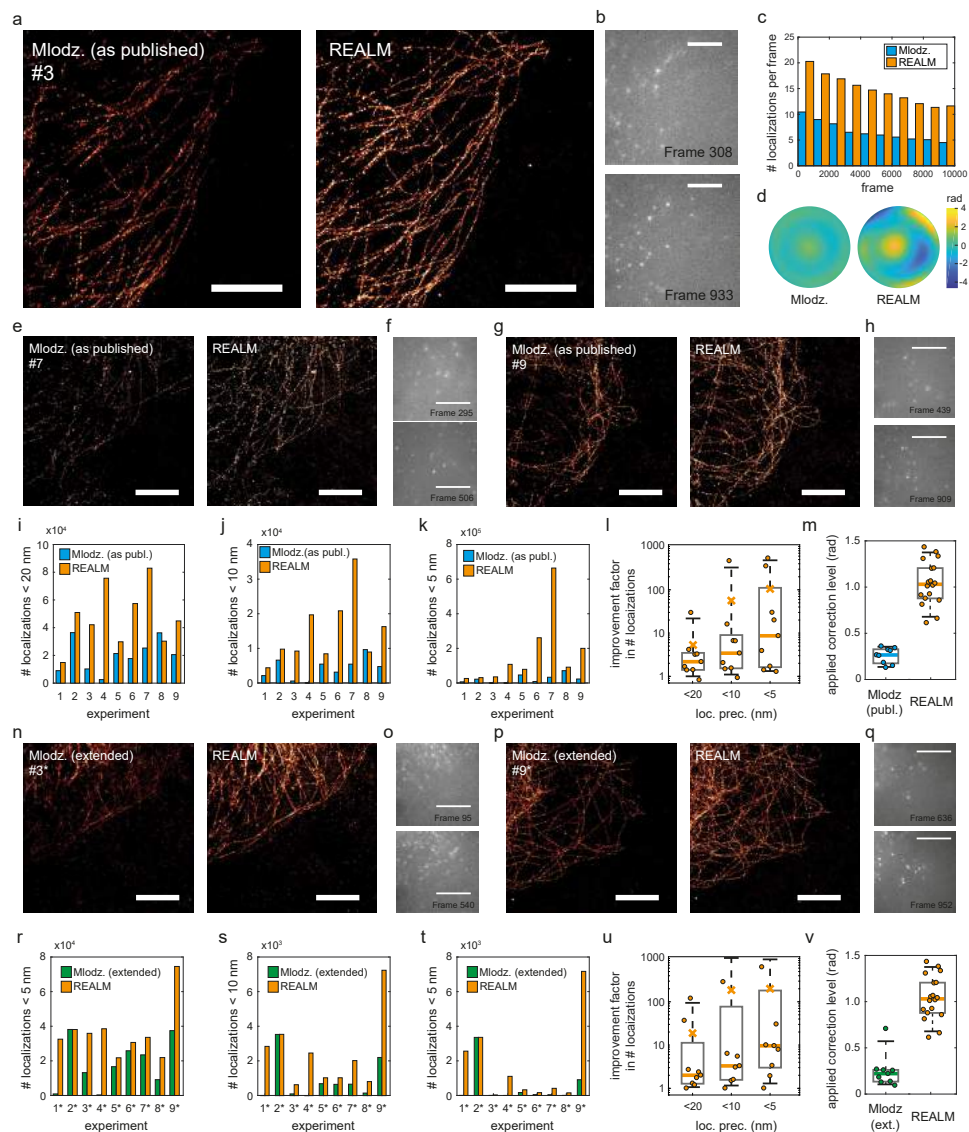 a
Mlodz. (as published)
#3
REALM
b
Frame 308
Frame 933
c
# localizations per frame
25
20
15
10
5
0
Mlodz.
REALM
0 2000 4000 6000 8000 10000
frame
d
rad
4
2
0
-2
-4
Mlodz. REALM
e
Mlodz. (as published)
#7
REALM
f
Frame 295
Frame 506
g
Mlodz. (as published)
#9
REALM
h
Frame 439
Frame 909
i
x10⁴
# localizations < 20 nm
10
8
6
4
2
0
Mlodz. (as publ.)
REALM
1 2 3 4 5 6 7 8 9
experiment
j
x10⁴
# localizations < 10 nm
4
3
2
1
0
Mlodz.(as publ.)
REALM
1 2 3 4 5 6 7 8 9
experiment
k
x10⁵
# localizations < 5 nm
8
6
4
2
0
Mlodz. (as publ.)
REALM
1 2 3 4 5 6 7 8 9
experiment
l
improvement factor
in # locaizations
1000
100
10
1
<20 <10 <5
loc. prec. (nm)
m
applied correction level (rad)
1.5
1.0
0.5
0
Mlodz
(publ.)
REALM
n
Mlodz. (extended)
#3*
REALM
o
Frame 95
Frame 540
p
Mlodz. (extended)
#9*
REALM
q
Frame 636
Frame 952
r
x10⁴
# localizations < 5 nm
5
4
2
0
Mlodz. (extended)
REALM
1* 2* 3* 4* 5* 6* 7* 8* 9*
experiment
s
x10³
# localizations < 10 nm
8
6
4
2
0
Mlodz. (extended)
REALM
1* 2* 3* 4* 5* 6* 7* 8* 9*
experiment
t
x10³
# localizations < 5 nm
8
6
4
2
0
Mlodz. (extended)
REALM
1* 2* 3* 4* 5* 6* 7* 8* 9*
experiment
u
improvement factor
in # locaizations
1000
100
10
1
<20 <10 <5
loc. prec. (nm)
v
applied correction level (rad)
1.5
1.0
0.5
0
Mlodz
(ext.)
REALM